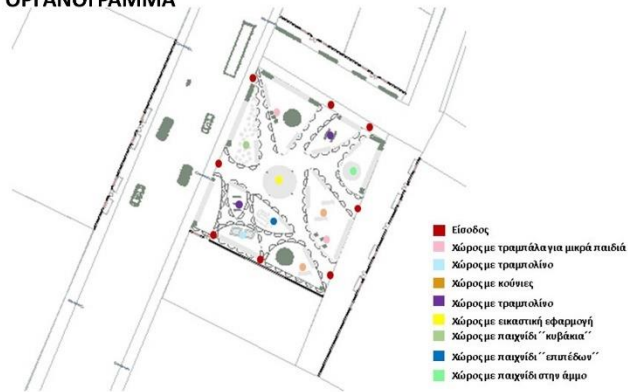 ΟΡΓΑΝΟΓΡΑΜΜΑ
Είσοδος
Χώρος με τραμπάλα για μικρά παιδιά
Χώρος με τραμπολίνο
Χώρος με κούνιες
Χώρος με τραμπολίνο
Χώρος με εικαστική εφαρμογή
Χώρος με παιχνίδι ΄΄κυβάκια΄΄
Χώρος με παιχνίδι ΄΄επιπέδων΄΄
Χώρος με παιχνίδι στην άμμο